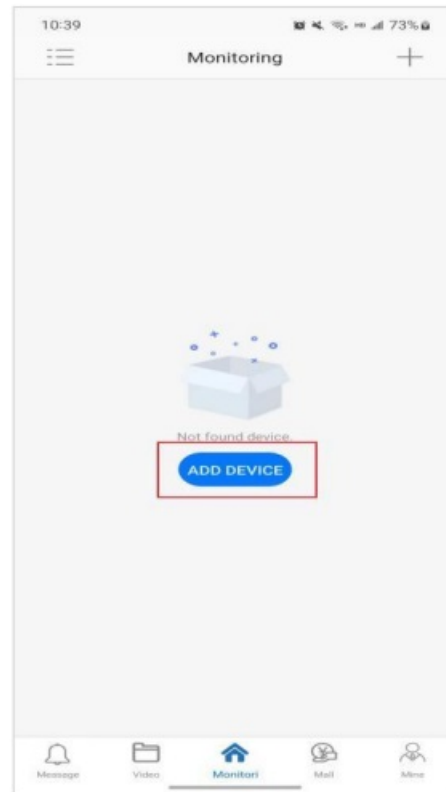 10:39 73%
Monitoring
Not found device.
ADD DEVICE
Message Video Monitori Mall Mine